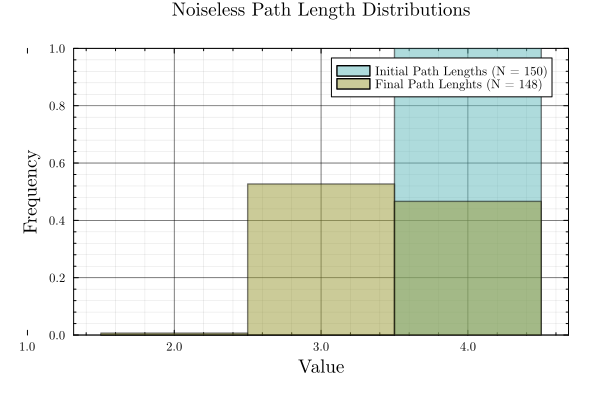 Noiseless Path Length Distributions
1.0
Initial Path Lengths (N = 150)
Final Path Lenghts (N = 148)
0.8
0.6
Frequency
0.4
0.2
0.0
1.0 2.0 3.0 4.0
Value